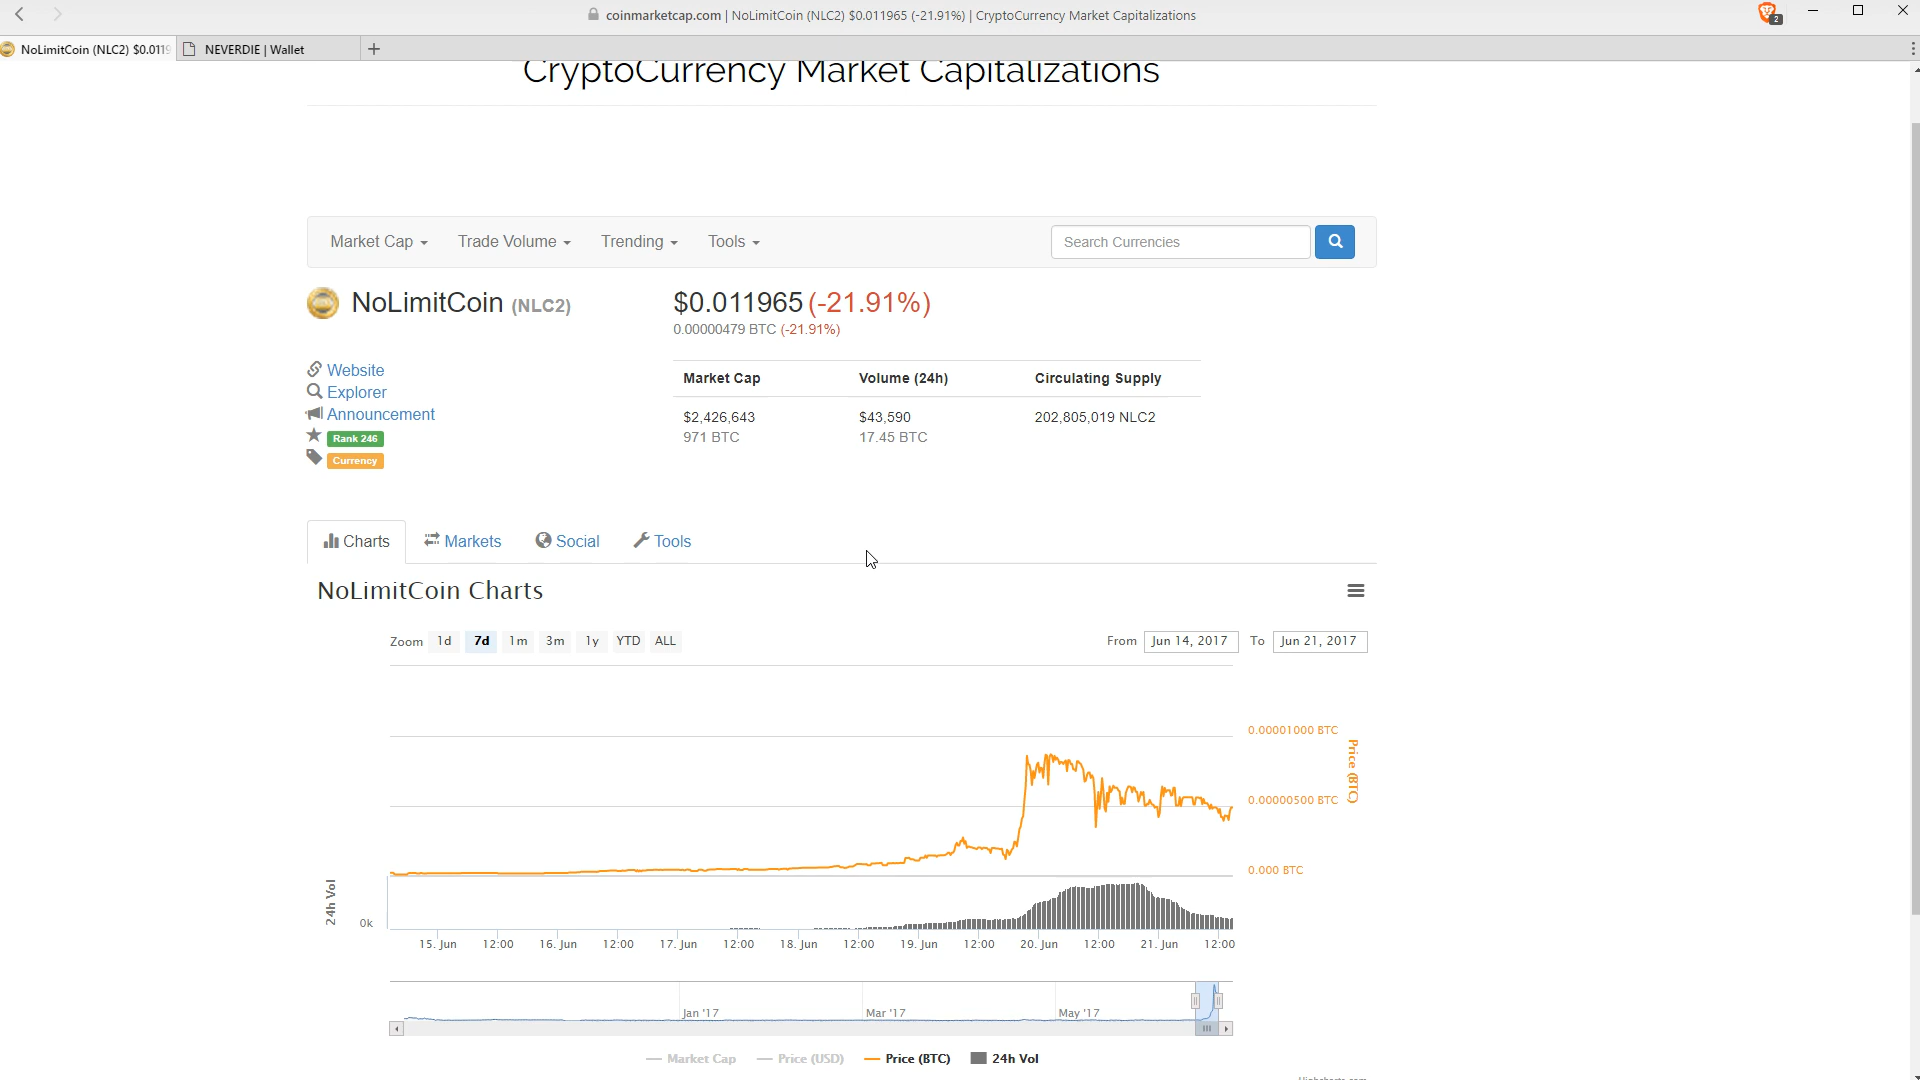 coinmarketcap.com | NoLimitCoin (NLC2) $0.011965 (-21.91%) | CryptoCurrency Market Capitalizations
2
NoLimitCoin (NLC2) $0.0119
NEVERDIE | Wallet
CryptoCurrency Market Capitalizations
Market Cap Trade Volume Trending Tools Search Currencies
NoLimitCoin (NLC2) $0.011965 (-21.91%)
0.00000479 BTC (-21.91%)
Website
Explorer
Announcement
Rank 246
Currency
Market Cap Volume (24h) Circulating Supply
$2,426,643 $43,590 202,805,019 NLC2
971 BTC 17.45 BTC
Charts Markets Social Tools
NoLimitCoin Charts
Zoom 1d 7d 1m 3m 1y YTD ALL From Jun 14, 2017 To Jun 21, 2017
0.00001000 BTC
0.00000500 BTC
0.000 BTC
Price (BTC)
24h Vol
0k
15. Jun 12:00 16. Jun 12:00 17. Jun 12:00 18. Jun 12:00 19. Jun 12:00 20. Jun 12:00 21. Jun 12:00
Jan '17 Mar '17 May '17
Market Cap Price (USD) Price (BTC) 24h Vol